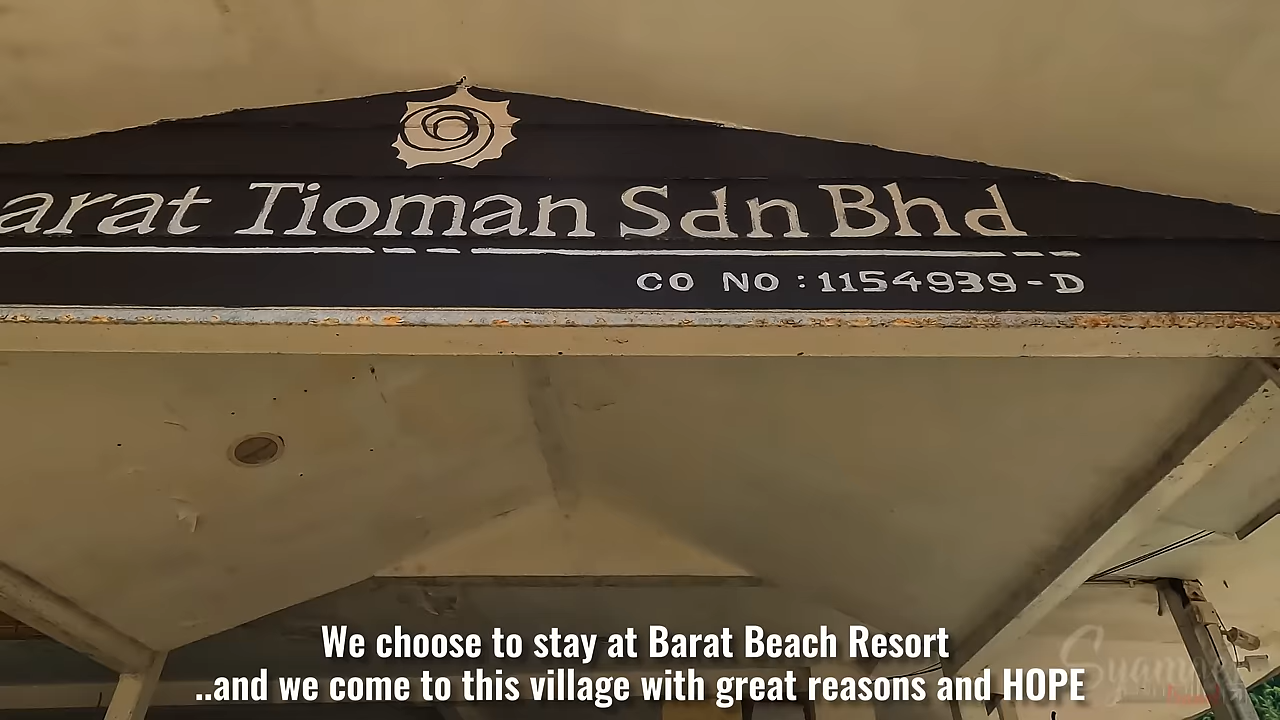 arat Tioman Sdn Bhd
CO NO : 1154939-D
We choose to stay at Barat Beach Resort
..and we come to this village with great reasons and HOPE